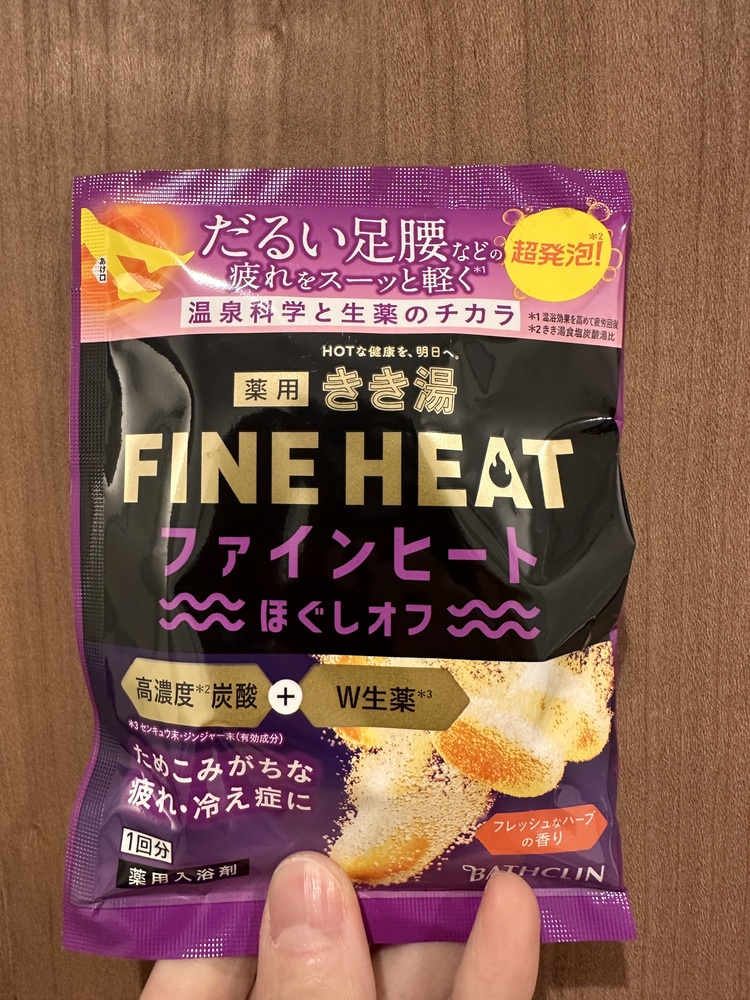 あけ口
だるい足腰などの
疲れをスーッと軽く*1
超発泡!*2
温泉科学と生薬のチカラ
*1 温浴効果を高めて疲労回復
*2 きき湯食塩炭酸湯比
HOTな健康を、明日へ。
薬用 きき湯
FINE HEAT
ファインヒート
ほぐしオフ
高濃度*2炭酸 + W生薬*3
*3 センキュウ末・ジンジャー末(有効成分)
ためこみがちな
疲れ・冷え症に
フレッシュなハーブ
の香り
1回分
薬用入浴剤
BATHCLIN